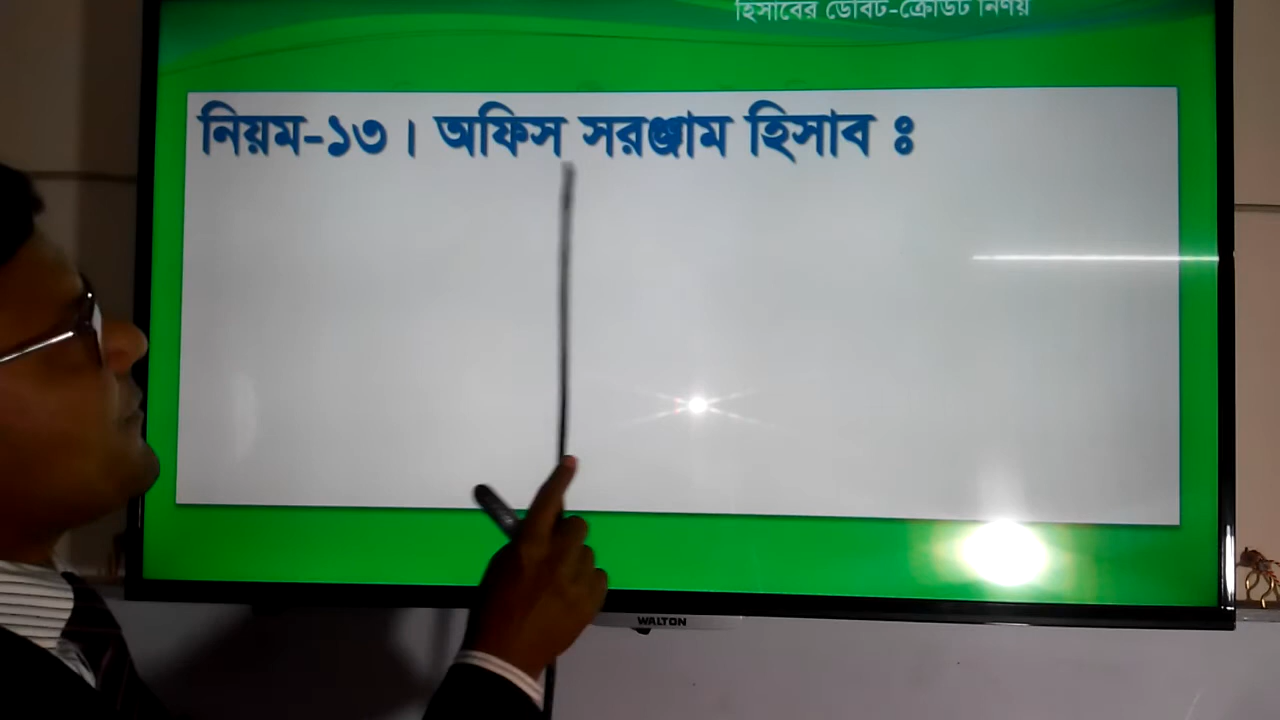 হিসাবের ডেবিট-ক্রেডিট নির্ণয়
নিয়ম-১৩। অফিস সরঞ্জাম হিসাব ঃ
WALTON